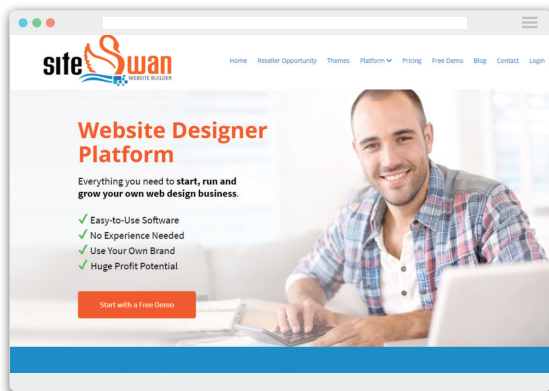 site Swan
WEBSITE BUILDER
Home Reseller Opportunity Themes Platform Pricing Free Demo Blog Contact Login
Website Designer
Platform
Everything you need to start, run and
grow your own web design business.
Easy-to-Use Software
No Experience Needed
Use Your Own Brand
Huge Profit Potential
Start with a Free Demo